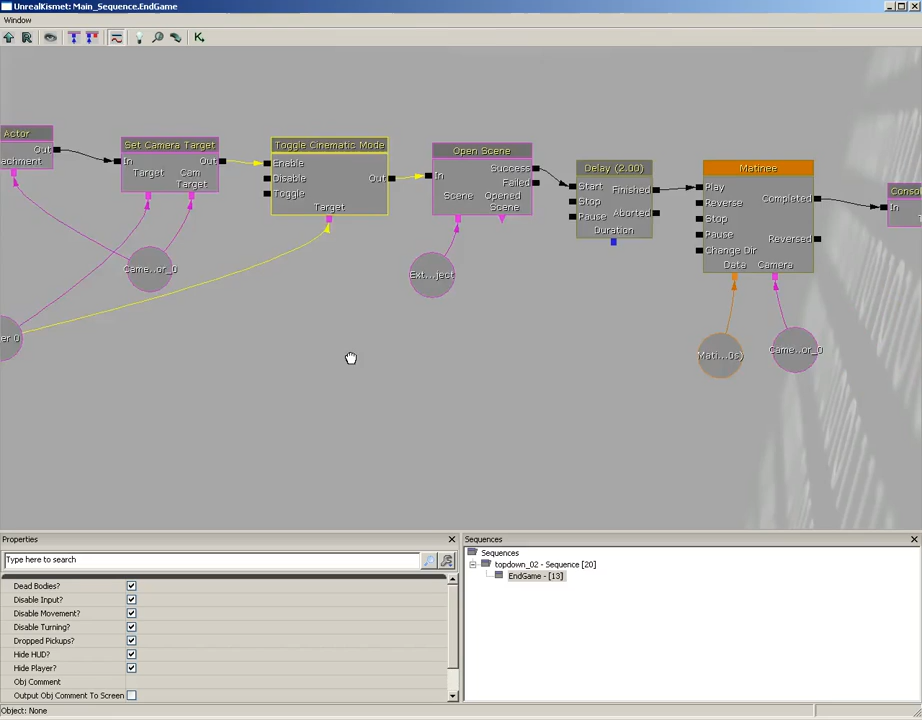 UnrealKismet: Main_Sequence.EndGame
Window
Actor
Out
achment
Set Camera Target
In
Out
Target
Cam
Target
Came...or_0
er 0
Toggle Cinematic Mode
Enable
Disable
Out
Toggle
Target
Open Scene
In
Success
Failed
Scene
Opened
Scene
Ext...ject
Delay (2.00)
Start
Finished
Stop
Pause
Aborted
Duration
Matinee
Play
Completed
Reverse
Stop
Pause
Reversed
Change Dir
Data
Camera
Mati...0s)
Came...or_0
Conso
In
T
Properties
Type here to search
Dead Bodies?
Disable Input?
Disable Movement?
Disable Turning?
Dropped Pickups?
Hide HUD?
Hide Player?
Obj Comment
Output Obj Comment To Screen
Sequences
Sequences
topdown_02 - Sequence [20]
EndGame - [13]
Object: None